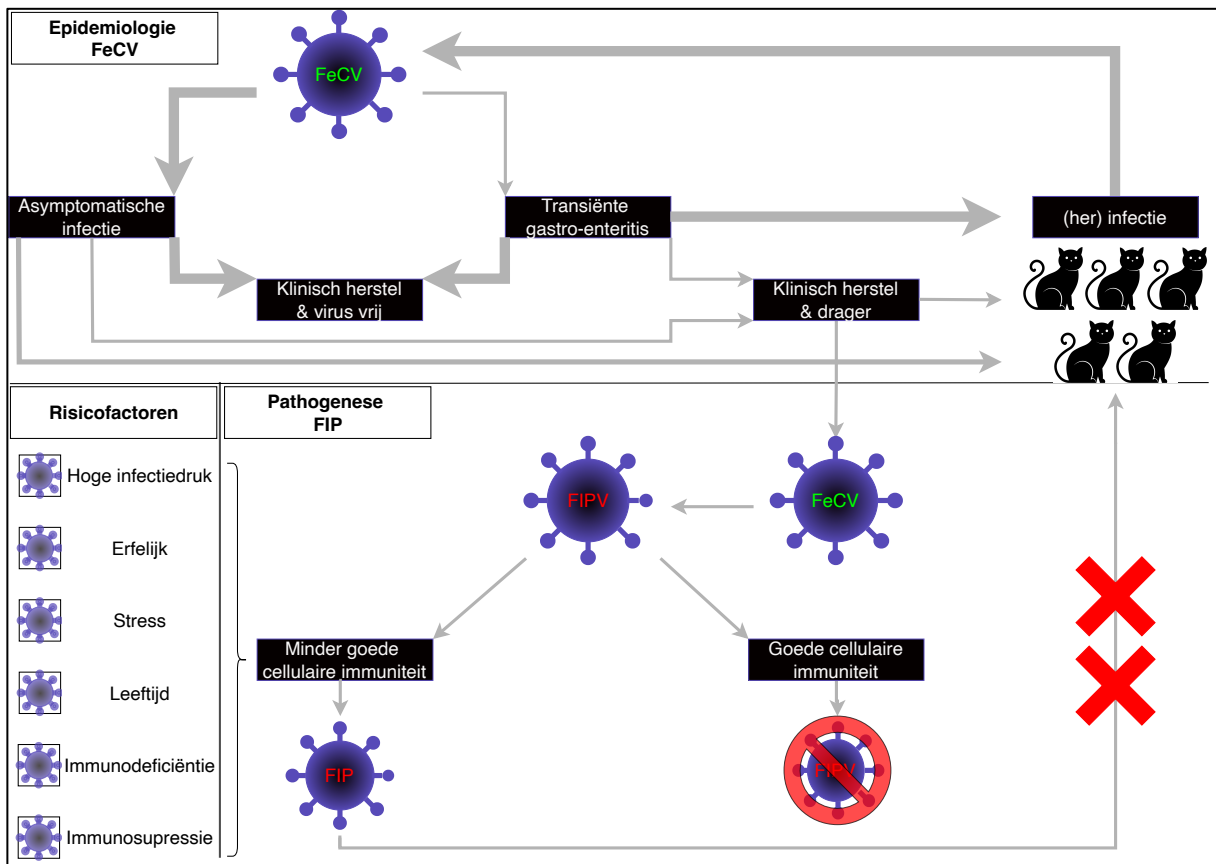 Epidemiologie
FeCV
FeCV
Asymptomatische
infectie
Transiënte
gastro-enteritis
(her) infectie
Klinisch herstel
& virus vrij
Klinisch herstel
& drager
Risicofactoren
Pathogenese
FIP
Hoge infectiedruk
Erfelijk
Stress
Leeftijd
Immunodeficiëntie
Immunosupressie
FIPV
FeCV
Minder goede
cellulaire immuniteit
Goede cellulaire
immuniteit
FIP
FIPV